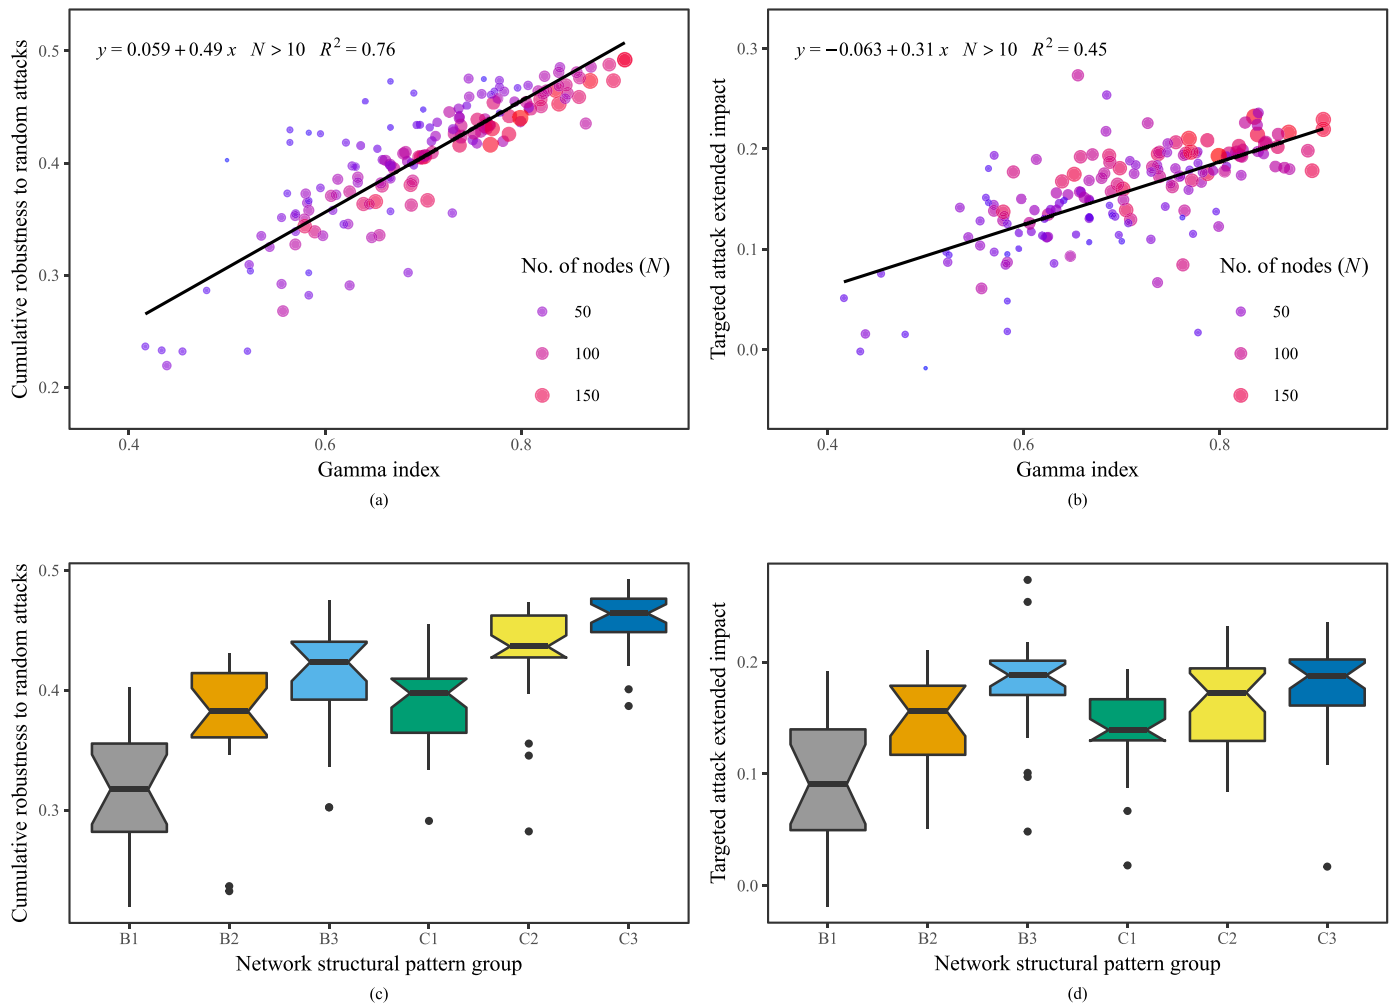 y = 0.059 + 0.49 x   N > 10   R² = 0.76
Cumulative robustness to random attacks
0.5
0.4
0.3
0.2
No. of nodes (N)
50
100
150
0.4 0.6 0.8
Gamma index
(a)
y = −0.063 + 0.31 x   N > 10   R² = 0.45
Targeted attack extended impact
0.3
0.2
0.1
0.0
No. of nodes (N)
50
100
150
0.4 0.6 0.8
Gamma index
(b)
Cumulative robustness to random attacks
0.5
0.4
0.3
B1 B2 B3 C1 C2 C3
Network structural pattern group
(c)
Targeted attack extended impact
0.2
0.1
0.0
B1 B2 B3 C1 C2 C3
Network structural pattern group
(d)